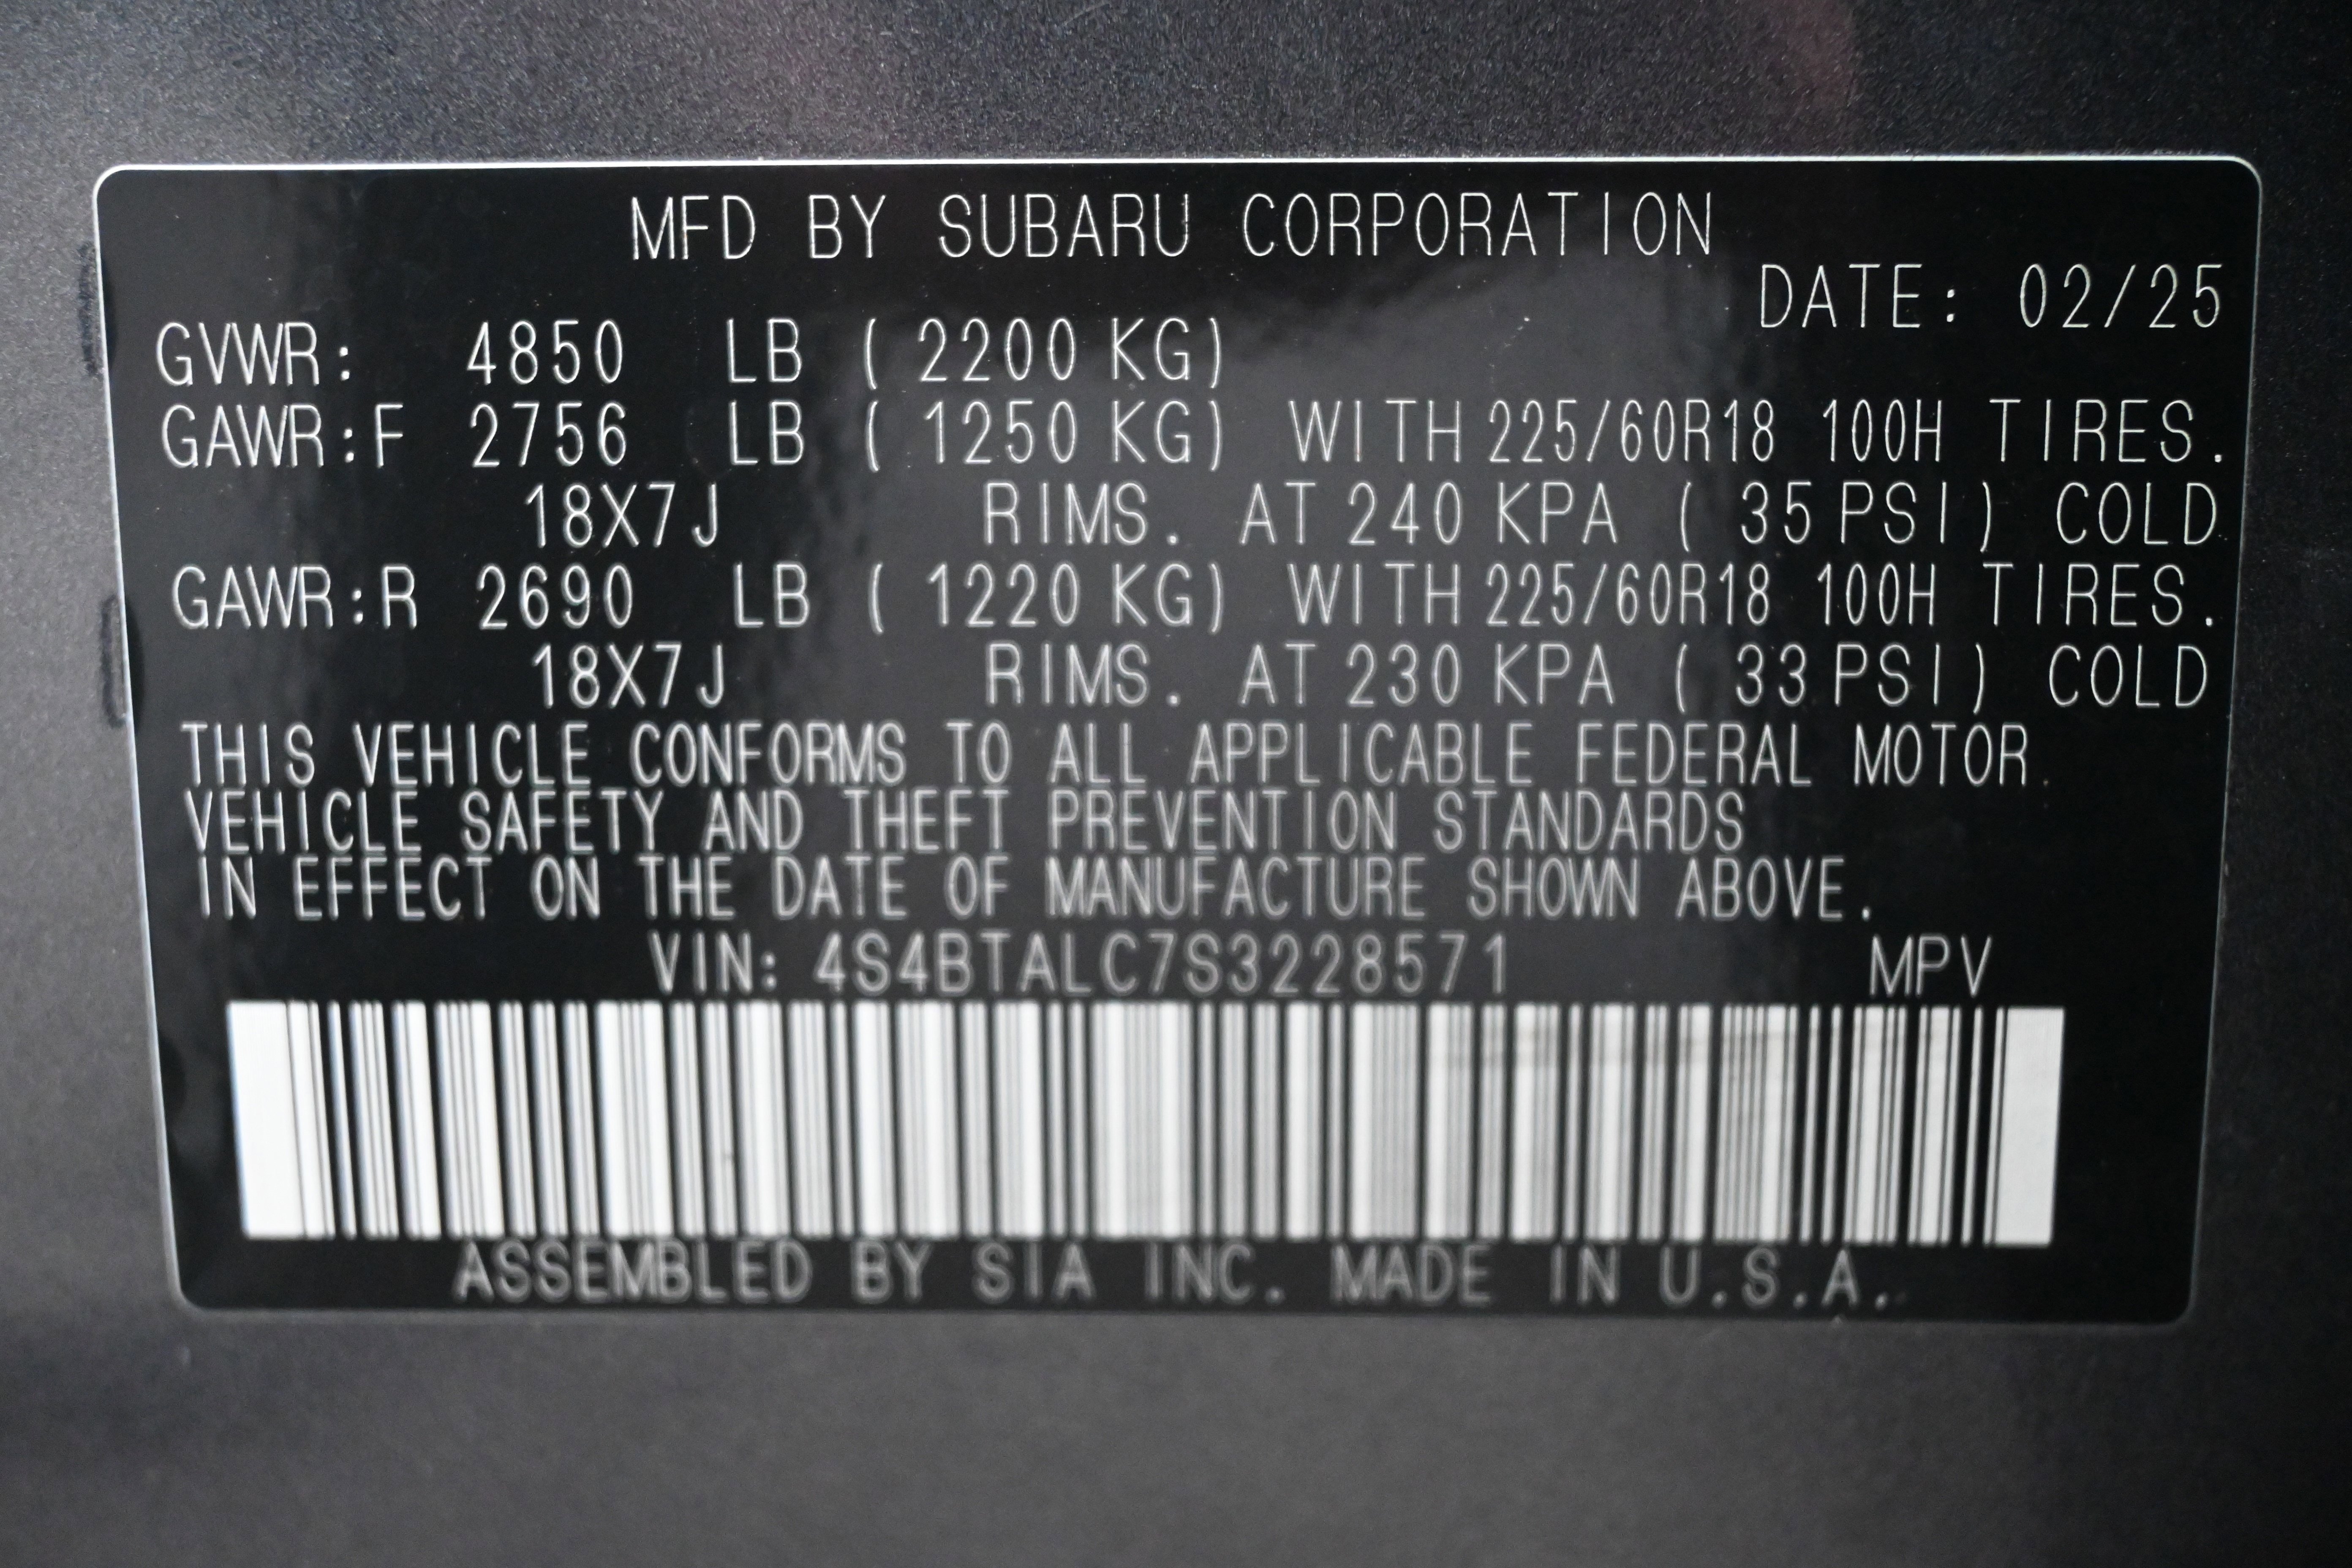 MFD BY SUBARU CORPORATION
DATE: 02/25
GVWR: 4850 LB ( 2200 KG)
GAWR:F 2756 LB ( 1250 KG) WITH 225/60R18 100H TIRES.
18X7J RIMS. AT 240 KPA ( 35 PSI) COLD.
GAWR:R 2690 LB ( 1220 KG) WITH 225/60R18 100H TIRES.
18X7J RIMS. AT 230 KPA ( 33 PSI) COLD
THIS VEHICLE CONFORMS TO ALL APPLICABLE FEDERAL MOTOR.
VEHICLE SAFETY AND THEFT PREVENTION STANDARDS
IN EFFECT ON THE DATE OF MANUFACTURE SHOWN ABOVE.
VIN: 4S4BTALC7S3228571 MPV
ASSEMBLED BY SIA INC. MADE IN U.S.A.